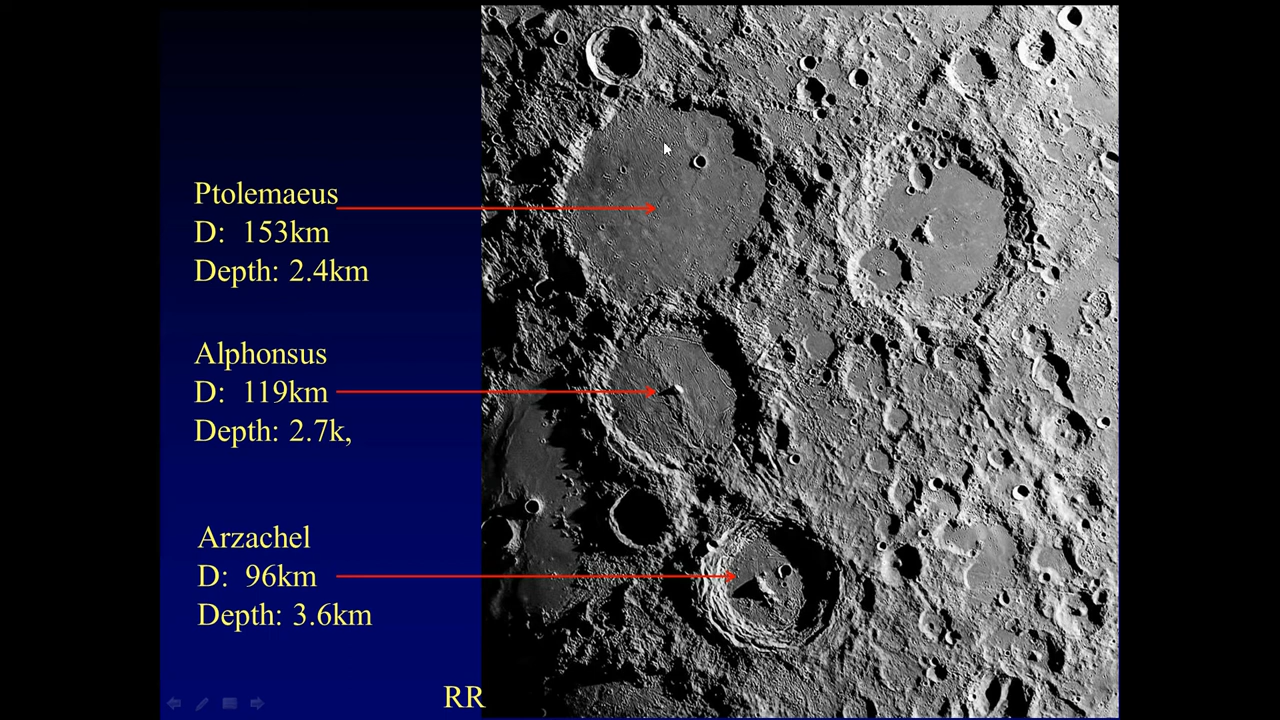 Ptolemaeus
D: 153km
Depth: 2.4km
Alphonsus
D: 119km
Depth: 2.7k,
Arzachel
D: 96km
Depth: 3.6km
RR